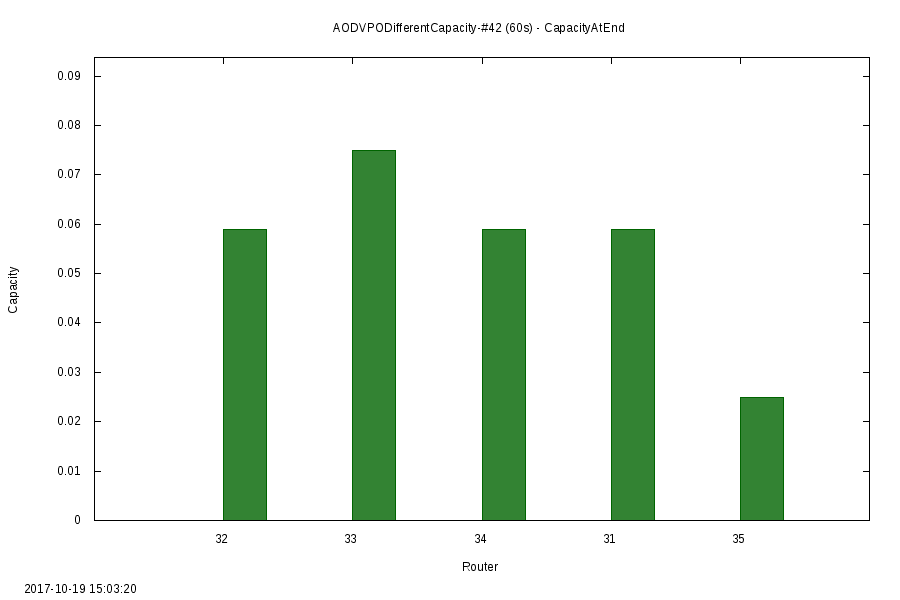 AODVPODifferentCapacity-#42 (60s) - CapacityAtEnd
0.09
0.08
0.07
0.06
0.05
0.04
0.03
0.02
0.01
0
Capacity
32 33 34 31 35
Router
2017-10-19 15:03:20